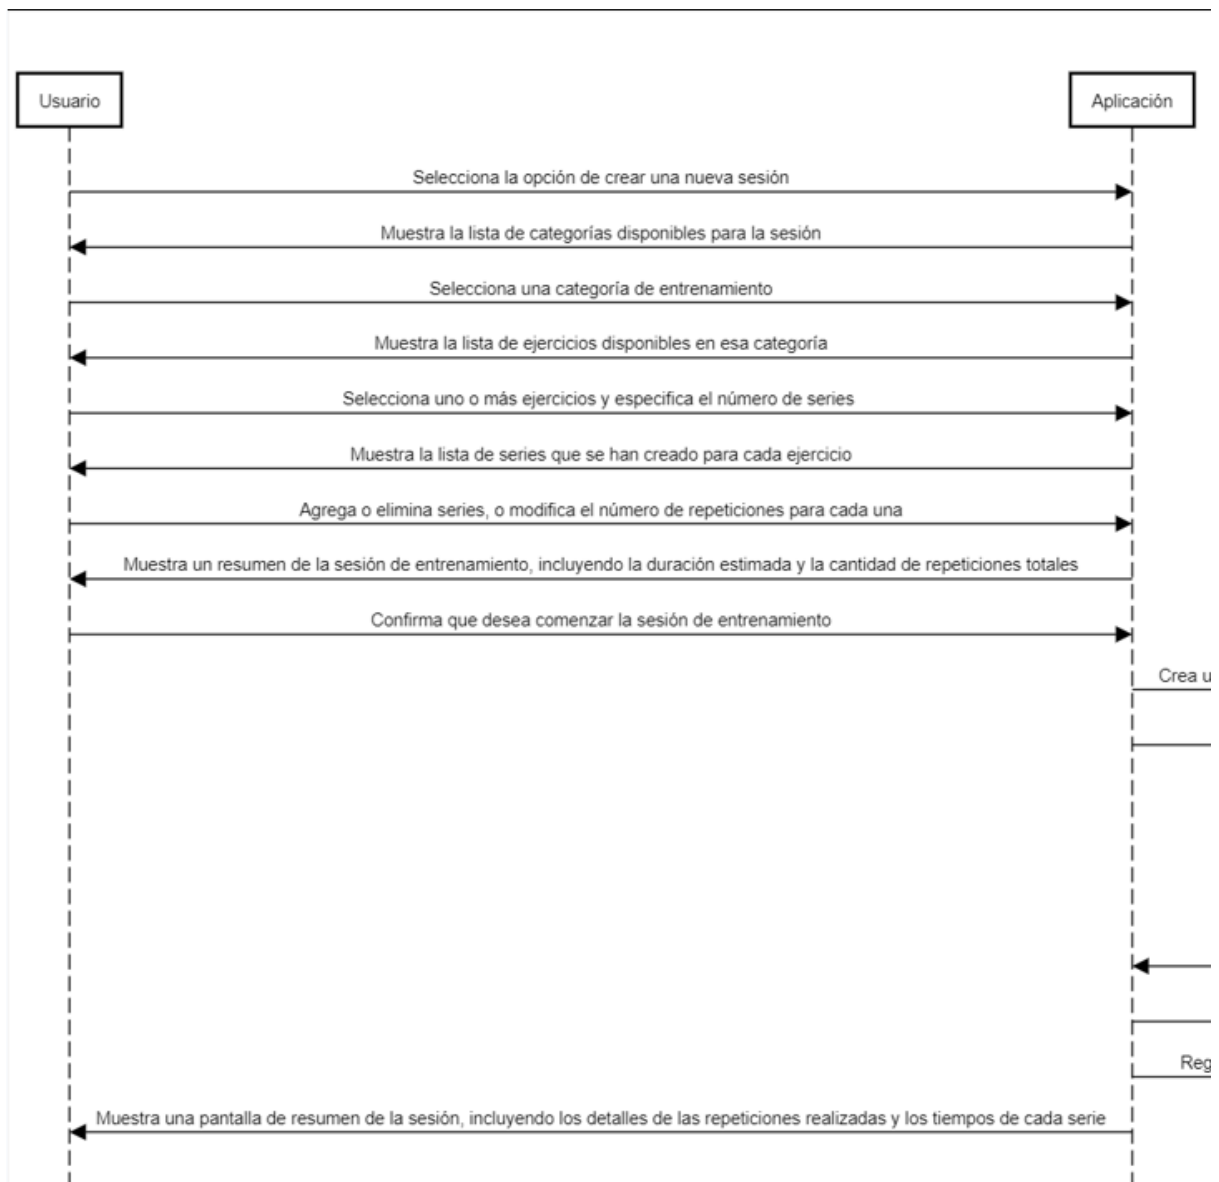 Usuario
Aplicación
Selecciona la opción de crear una nueva sesión
Muestra la lista de categorías disponibles para la sesión
Selecciona una categoría de entrenamiento
Muestra la lista de ejercicios disponibles en esa categoría
Selecciona uno o más ejercicios y especifica el número de series
Muestra la lista de series que se han creado para cada ejercicio
Agrega o elimina series, o modifica el número de repeticiones para cada una
Muestra un resumen de la sesión de entrenamiento, incluyendo la duración estimada y la cantidad de repeticiones totales
Confirma que desea comenzar la sesión de entrenamiento
Crea u
Reg
Muestra una pantalla de resumen de la sesión, incluyendo los detalles de las repeticiones realizadas y los tiempos de cada serie